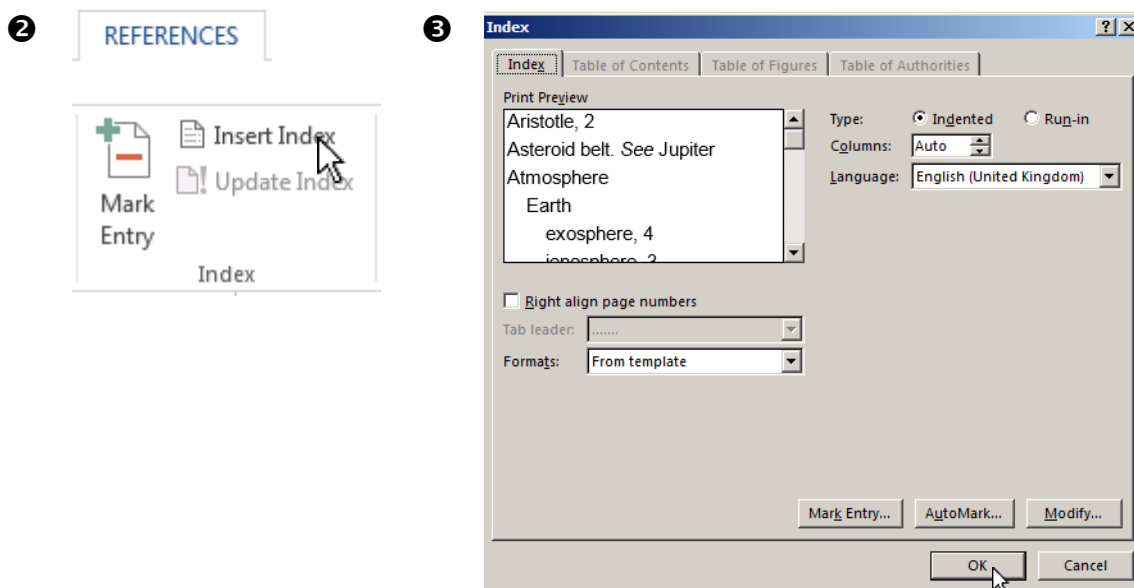 ❷
REFERENCES
Insert Index
Update Index
Mark
Entry
Index
❸
Index
Index Table of Contents Table of Figures Table of Authorities
Print Preview
Aristotle, 2
Asteroid belt. See Jupiter
Atmosphere
Earth
exosphere, 4
ionosphere, 3
Type: Indented Run-in
Columns: Auto
Language: English (United Kingdom)
Right align page numbers
Tab leader: .......
Formats: From template
Mark Entry... AutoMark... Modify...
OK Cancel